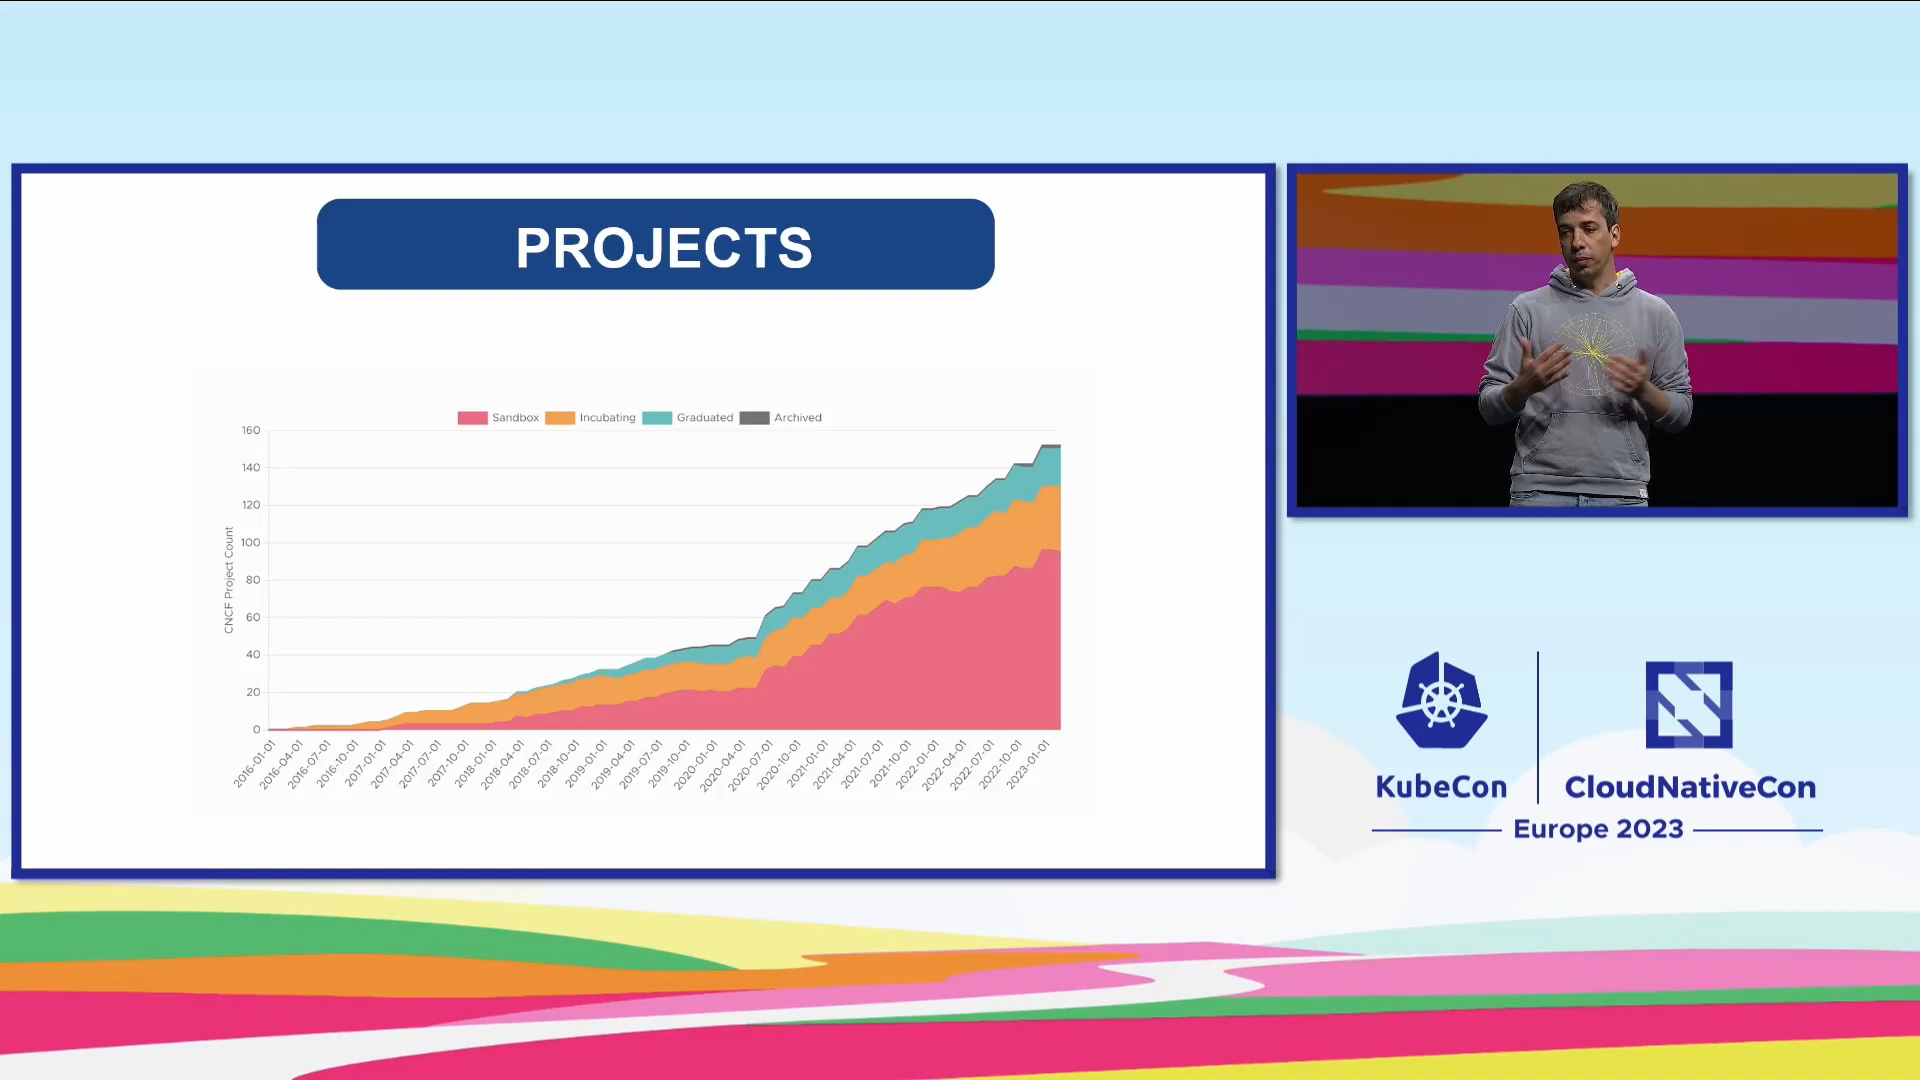 PROJECTS
Sandbox Incubating Graduated Archived
160
140
120
100
80
60
40
20
0
CNCF Project Count
2016-01-01 2016-04-01 2016-07-01 2016-10-01 2017-01-01 2017-04-01 2017-07-01 2017-10-01 2018-01-01 2018-04-01 2018-07-01 2018-10-01 2019-01-01 2019-04-01 2019-07-01 2019-10-01 2020-01-01 2020-04-01 2020-07-01 2020-10-01 2021-01-01 2021-04-01 2021-07-01 2021-10-01 2022-01-01 2022-04-01 2022-07-01 2022-10-01 2023-01-01
KubeCon CloudNativeCon
Europe 2023